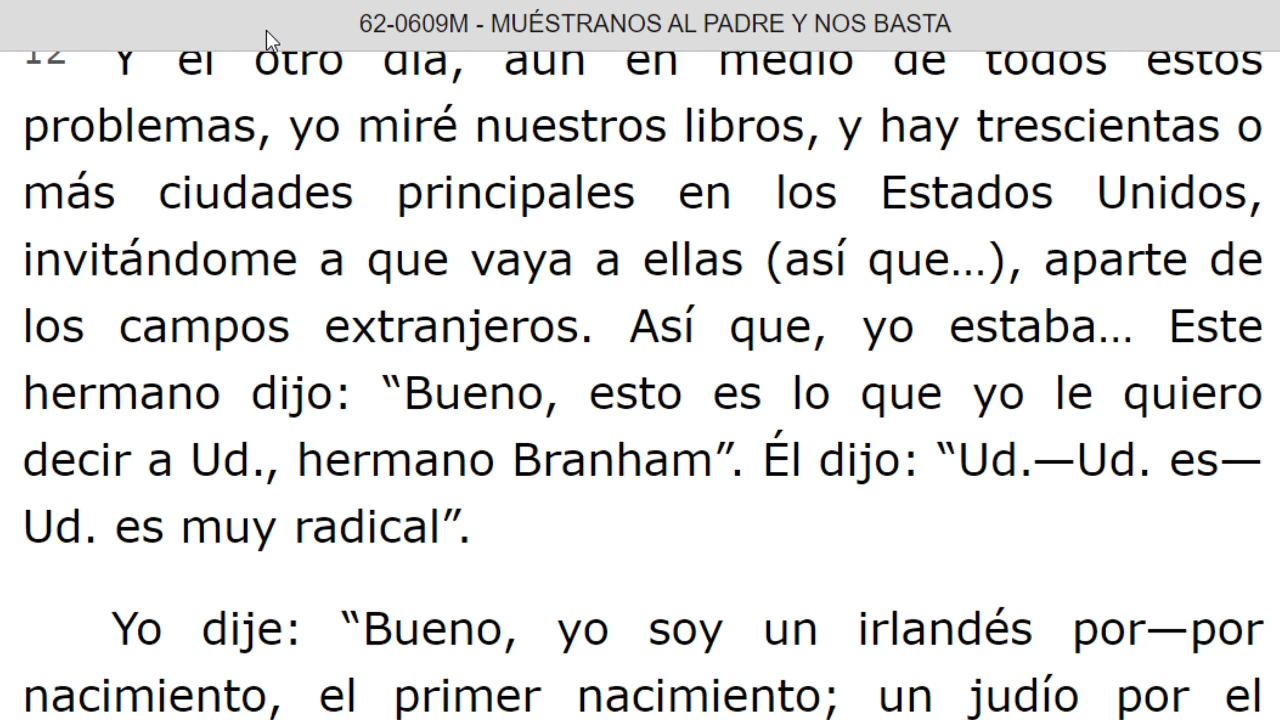 62-0609M - MUÉSTRANOS AL PADRE Y NOS BASTA
12 Y el otro día, aun en medio de todos estos
problemas, yo miré nuestros libros, y hay trescientas o
más ciudades principales en los Estados Unidos,
invitándome a que vaya a ellas (así que…), aparte de
los campos extranjeros. Así que, yo estaba… Este
hermano dijo: “Bueno, esto es lo que yo le quiero
decir a Ud., hermano Branham”. Él dijo: “Ud.—Ud. es—
Ud. es muy radical”.
Yo dije: “Bueno, yo soy un irlandés por—por
nacimiento, el primer nacimiento; un judío por el